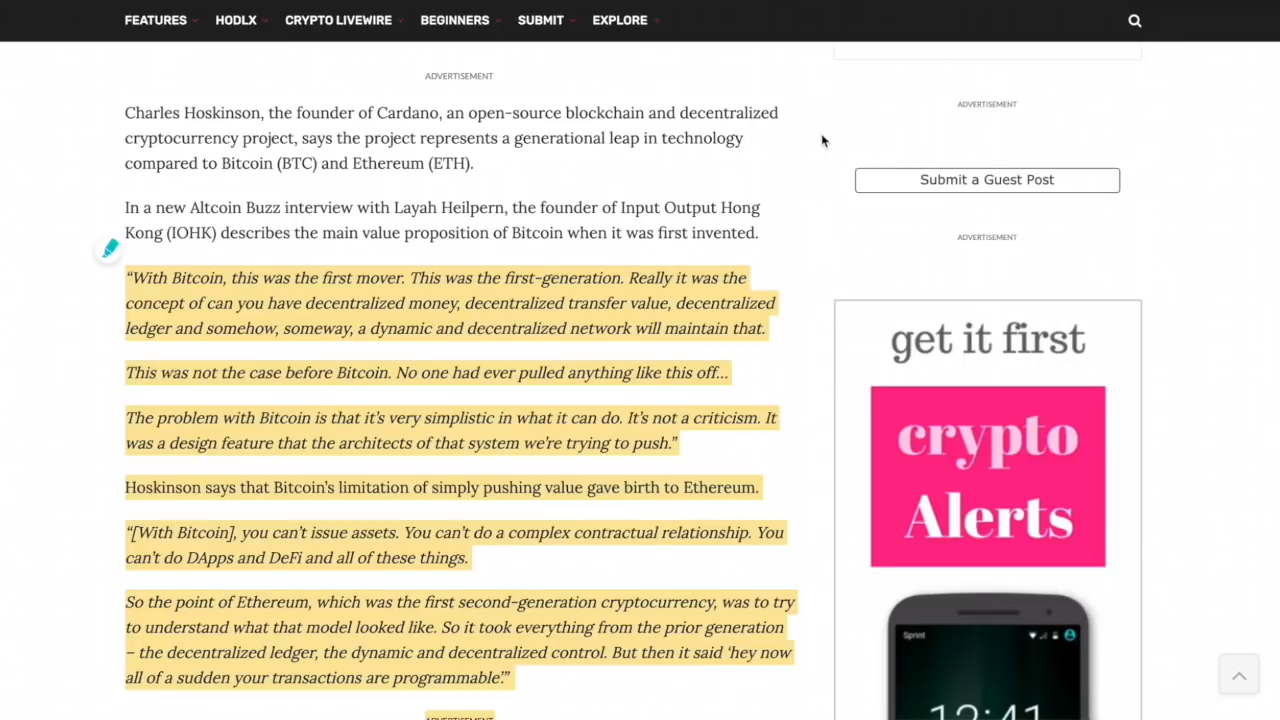 FEATURES HODLX CRYPTO LIVEWIRE BEGINNERS SUBMIT EXPLORE
ADVERTISEMENT
Charles Hoskinson, the founder of Cardano, an open-source blockchain and decentralized
cryptocurrency project, says the project represents a generational leap in technology
compared to Bitcoin (BTC) and Ethereum (ETH).
In a new Altcoin Buzz interview with Layah Heilpern, the founder of Input Output Hong
Kong (IOHK) describes the main value proposition of Bitcoin when it was first invented.
“With Bitcoin, this was the first mover. This was the first-generation. Really it was the
concept of can you have decentralized money, decentralized transfer value, decentralized
ledger and somehow, someway, a dynamic and decentralized network will maintain that.
This was not the case before Bitcoin. No one had ever pulled anything like this off…
The problem with Bitcoin is that it’s very simplistic in what it can do. It’s not a criticism. It
was a design feature that the architects of that system we’re trying to push.”
Hoskinson says that Bitcoin’s limitation of simply pushing value gave birth to Ethereum.
“[With Bitcoin], you can’t issue assets. You can’t do a complex contractual relationship. You
can’t do DApps and DeFi and all of these things.
So the point of Ethereum, which was the first second-generation cryptocurrency, was to try
to understand what that model looked like. So it took everything from the prior generation
– the decentralized ledger, the dynamic and decentralized control. But then it said ‘hey now
all of a sudden your transactions are programmable.’”
ADVERTISEMENT
ADVERTISEMENT
Submit a Guest Post
ADVERTISEMENT
get it first
crypto
Alerts
Sprint
12:41